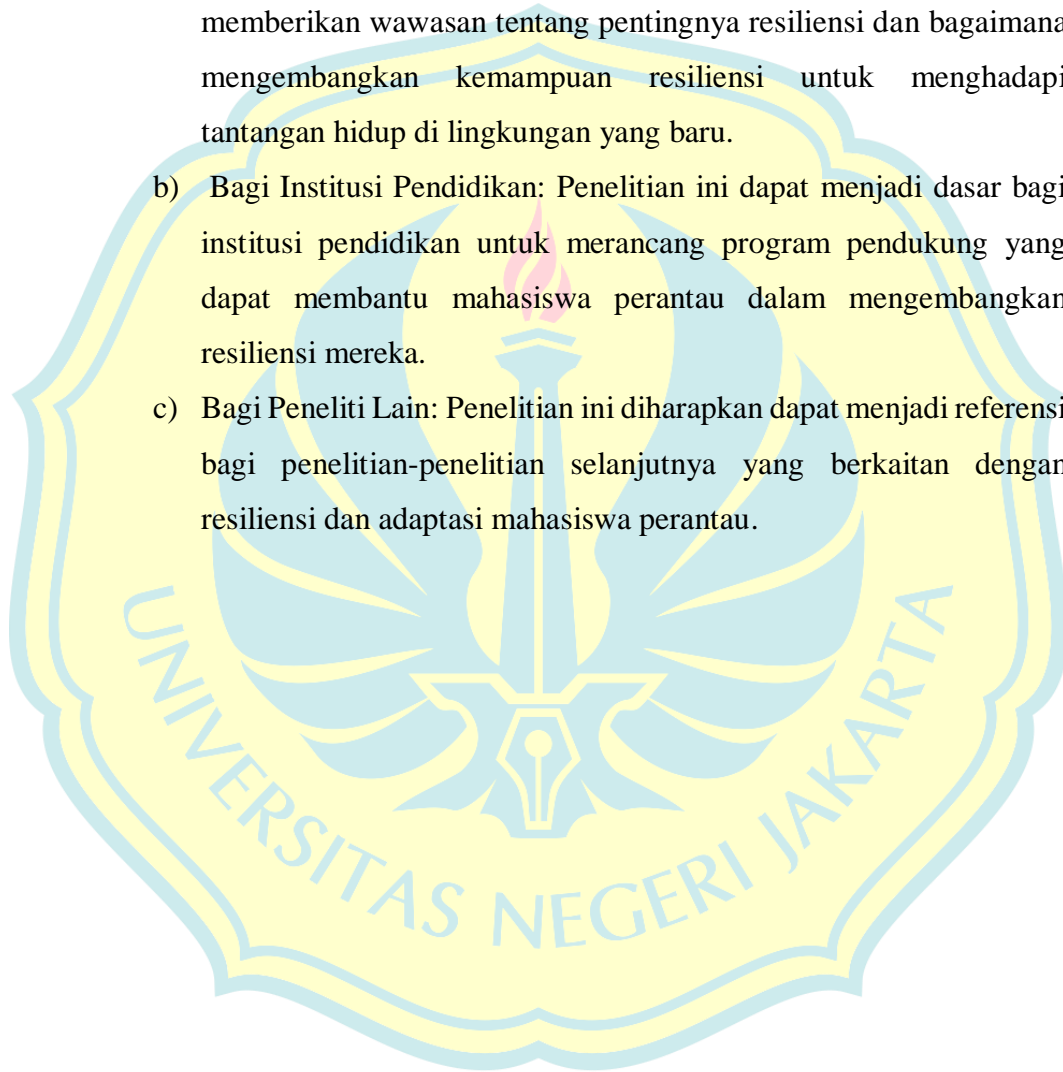 memberikan wawasan tentang pentingnya resiliensi dan bagaimana
mengembangkan kemampuan resiliensi untuk menghadapi
tantangan hidup di lingkungan yang baru.
b) Bagi Institusi Pendidikan: Penelitian ini dapat menjadi dasar bagi
institusi pendidikan untuk merancang program pendukung yang
dapat membantu mahasiswa perantau dalam mengembangkan
resiliensi mereka.
c) Bagi Peneliti Lain: Penelitian ini diharapkan dapat menjadi referensi
bagi penelitian-penelitian selanjutnya yang berkaitan dengan
resiliensi dan adaptasi mahasiswa perantau.
UNIVERSITAS NEGERI JAKARTA